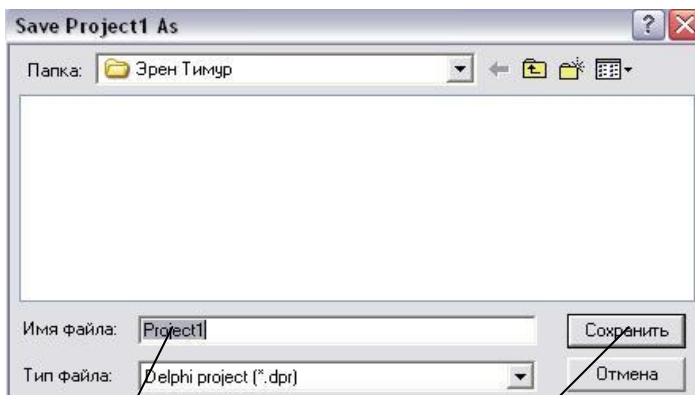 Save Project1 As
Папка: Эрен Тимур
Имя файла: Project1 Сохранить
Тип файла: Delphi project (*.dpr) Отмена